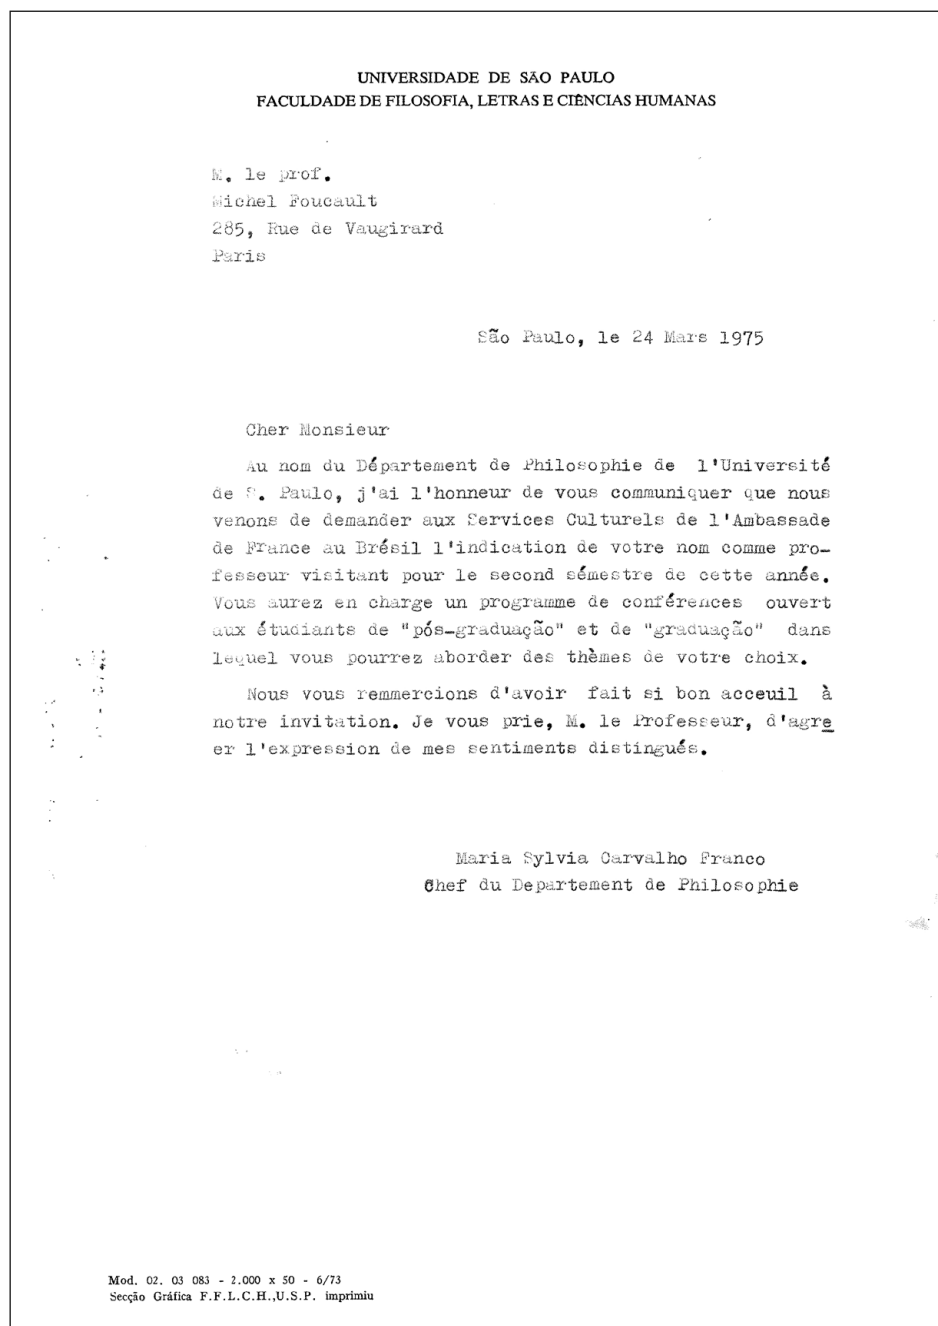 UNIVERSIDADE DE SÃO PAULO
FACULDADE DE FILOSOFIA, LETRAS E CIÊNCIAS HUMANAS
M. le prof.
Michel Foucault
285, Rue de Vaugirard
Paris
São Paulo, le 24 Mars 1975
Cher Monsieur
Au nom du Département de Philosophie de l'Université
de S. Paulo, j'ai l'honneur de vous communiquer que nous
venons de demander aux Services Culturels de l'Ambassade
de France au Brésil l'indication de votre nom comme pro-
fesseur visitant pour le second sémestre de cette année.
Vous aurez en charge un programme de conférences ouvert
aux étudiants de "pós-graduação" et de "graduação" dans
lequel vous pourrez aborder des thèmes de votre choix.
Nous vous remmercions d'avoir fait si bon acceuil à
notre invitation. Je vous prie, M. le Professeur, d'agre
er l'expression de mes sentiments distingués.
Maria Sylvia Carvalho Franco
Chef du Departement de Philosophie
Mod. 02. 03 083 - 2.000 x 50 - 6/73
Secção Gráfica F.F.L.C.H.,U.S.P. imprimiu